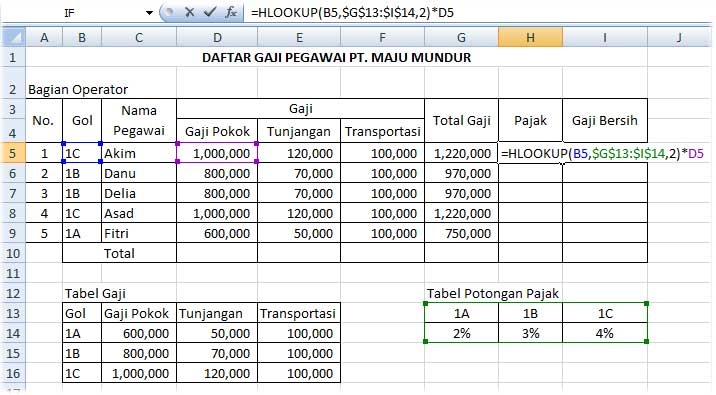 IF =HLOOKUP(B5,$G$13:$I$14,2)*D5
A B C D E F G H I J
1 DAFTAR GAJI PEGAWAI PT. MAJU MUNDUR
2 Bagian Operator
3 No. Gol Nama Pegawai Gaji Total Gaji Pajak Gaji Bersih
4 Gaji Pokok Tunjangan Transportasi
5 1 1C Akim 1,000,000 120,000 100,000 1,220,000 =HLOOKUP(B5,$G$13:$I$14,2)*D5
6 2 1B Danu 800,000 70,000 100,000 970,000
7 3 1B Delia 800,000 70,000 100,000 970,000
8 4 1C Asad 1,000,000 120,000 100,000 1,220,000
9 5 1A Fitri 600,000 50,000 100,000 750,000
10 Total
11
12 Tabel Gaji Tabel Potongan Pajak
13 Gol Gaji Pokok Tunjangan Transportasi 1A 1B 1C
14 1A 600,000 50,000 100,000 2% 3% 4%
15 1B 800,000 70,000 100,000
16 1C 1,000,000 120,000 100,000